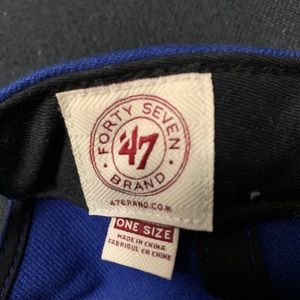 FORTY SEVEN
'47
BRAND
47BRAND.COM
ONE SIZE
MADE IN CHINA
FABRIQUÉ EN CHINE